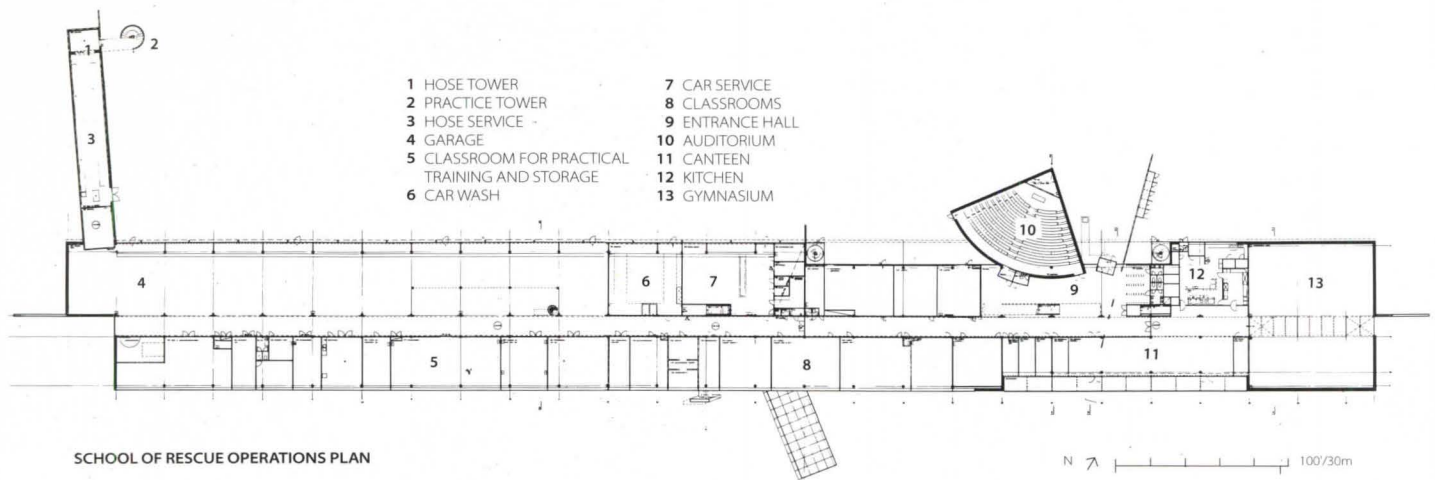 1 HOSE TOWER
2 PRACTICE TOWER
3 HOSE SERVICE -
4 GARAGE
5 CLASSROOM FOR PRACTICAL
TRAINING AND STORAGE
6 CAR WASH
7 CAR SERVICE
8 CLASSROOMS
9 ENTRANCE HALL
10 AUDITORIUM
11 CANTEEN
12 KITCHEN
13 GYMNASIUM
1
2
3
10
4
6
7
9
12
13
5
8
11
SCHOOL OF RESCUE OPERATIONS PLAN
N
100'/30m